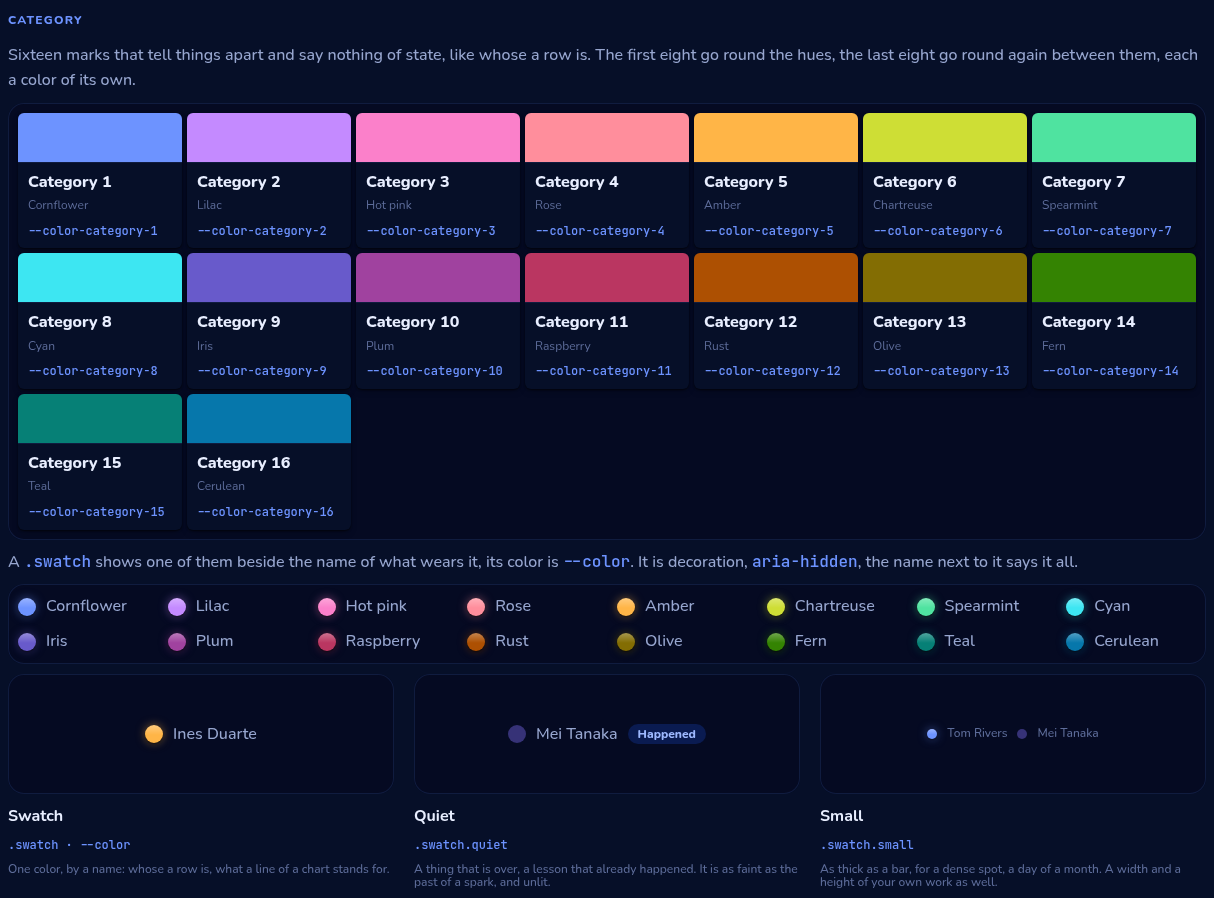 CATEGORY
Sixteen marks that tell things apart and say nothing of state, like whose a row is. The first eight go round the hues, the last eight go round again between them, each
a color of its own.
Category 1 Category 2 Category 3 Category 4 Category 5 Category 6 Category 7
Cornflower Lilac Hot pink Rose Amber Chartreuse Spearmint
--color-category-1 --color-category-2 --color-category-3 --color-category-4 --color-category-5 --color-category-6 --color-category-7
Category 8 Category 9 Category 10 Category 11 Category 12 Category 13 Category 14
Cyan Iris Plum Raspberry Rust Olive Fern
--color-category-8 --color-category-9 --color-category-10 --color-category-11 --color-category-12 --color-category-13 --color-category-14
Category 15 Category 16
Teal Cerulean
--color-category-15 --color-category-16
A .swatch shows one of them beside the name of what wears it, its color is --color. It is decoration, aria-hidden, the name next to it says it all.
Cornflower Lilac Hot pink Rose Amber Chartreuse Spearmint Cyan
Iris Plum Raspberry Rust Olive Fern Teal Cerulean
Ines Duarte Mei Tanaka Happened Tom Rivers Mei Tanaka
Swatch Quiet Small
.swatch · --color .swatch.quiet .swatch.small
One color, by a name: whose a row is, what a line of a chart stands for.
A thing that is over, a lesson that already happened. It is as faint as the
past of a spark, and unlit.
As thick as a bar, for a dense spot, a day of a month. A width and a
height of your own work as well.